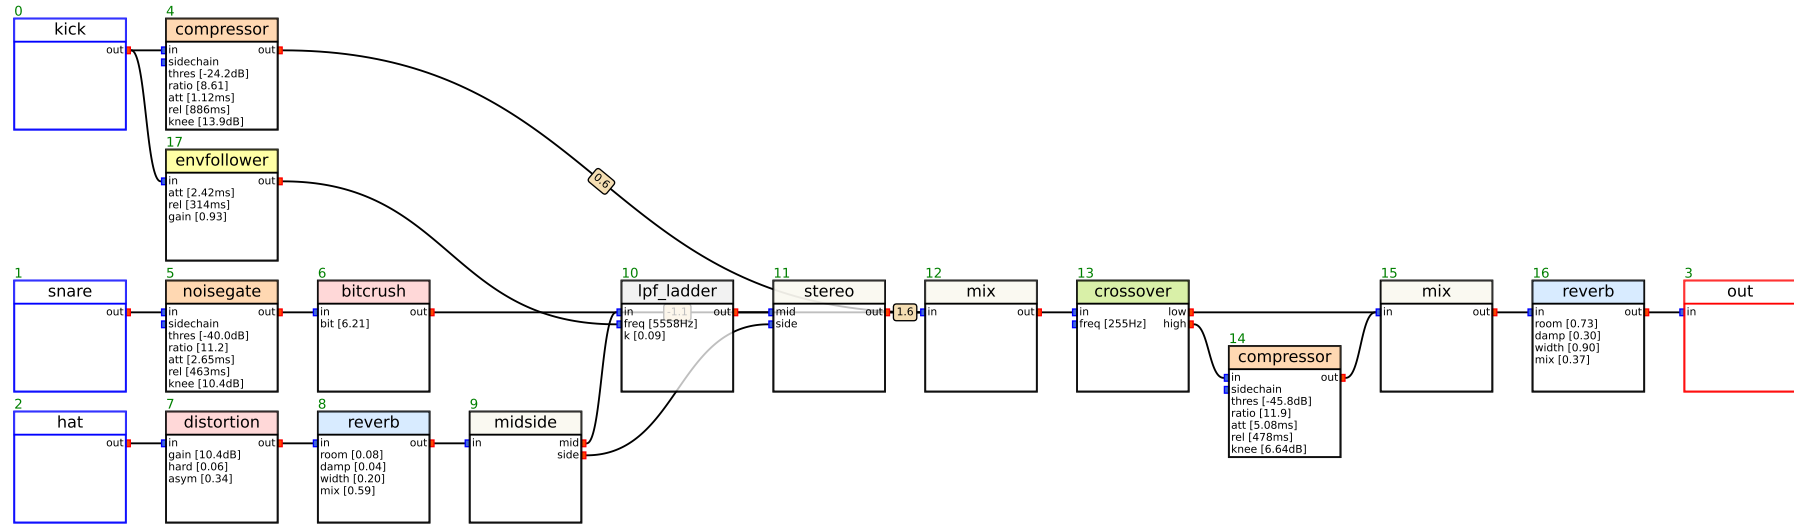 0
kick
out
4
compressor
in out
sidechain
thres [-24.2dB]
ratio [8.61]
att [1.12ms]
rel [886ms]
knee [13.9dB]
17
envfollower
in out
att [2.42ms]
rel [314ms]
gain [0.93]
0.6
1
snare
out
5
noisegate
in out
sidechain
thres [-40.0dB]
ratio [11.2]
att [2.65ms]
rel [463ms]
knee [10.4dB]
6
bitcrush
in out
bit [6.21]
10
lpf_ladder
in out
freq [5558Hz]
k [0.09]
-1.1
11
stereo
mid out
side
1.6
12
mix
in out
13
crossover
in low
freq [255Hz] high
14
compressor
in out
sidechain
thres [-45.8dB]
ratio [11.9]
att [5.08ms]
rel [478ms]
knee [6.64dB]
15
mix
in out
16
reverb
in out
room [0.73]
damp [0.30]
width [0.90]
mix [0.37]
3
out
in
2
hat
out
7
distortion
in out
gain [10.4dB]
hard [0.06]
asym [0.34]
8
reverb
in out
room [0.08]
damp [0.04]
width [0.20]
mix [0.59]
9
midside
in mid
side